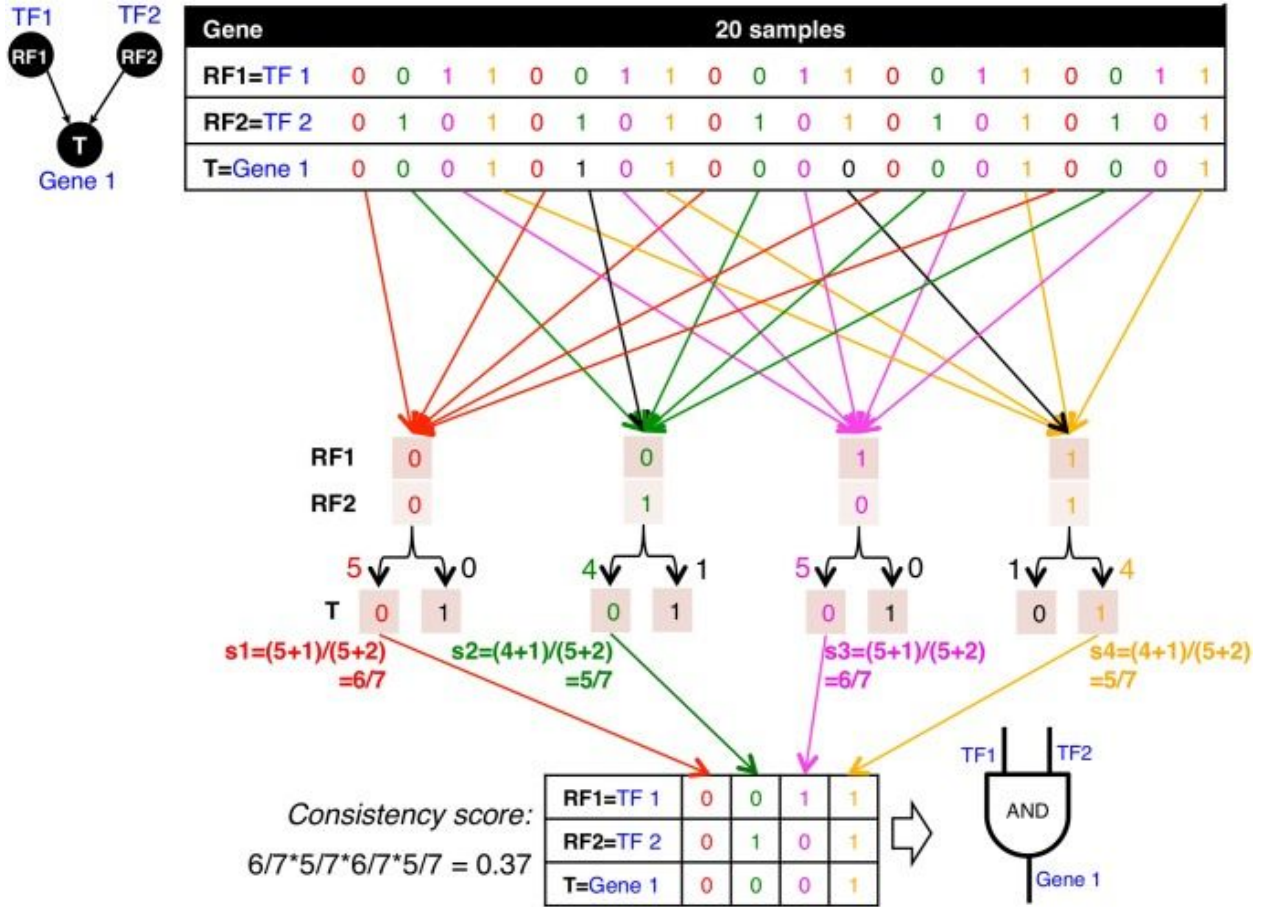 TF1 TF2
RF1 RF2
T
Gene 1
Gene 20 samples
RF1=TF 1 0 0 1 1 0 0 1 1 0 0 1 1 0 0 1 1 0 0 1 1
RF2=TF 2 0 1 0 1 0 1 0 1 0 1 0 1 0 1 0 1 0 1 0 1
T=Gene 1 0 0 0 1 0 1 0 1 0 0 0 0 0 0 0 1 0 0 0 1
RF1 0 0 1 1
RF2 0 1 0 1
5 0 4 1 5 0 1 4
T 0 1 0 1 0 1 0 1
s1=(5+1)/(5+2) s2=(4+1)/(5+2) s3=(5+1)/(5+2) s4=(4+1)/(5+2)
=6/7 =5/7 =6/7 =5/7
Consistency score:
6/7*5/7*6/7*5/7 = 0.37
RF1=TF 1 0 0 1 1
RF2=TF 2 0 1 0 1
T=Gene 1 0 0 0 1
TF1 TF2
AND
Gene 1